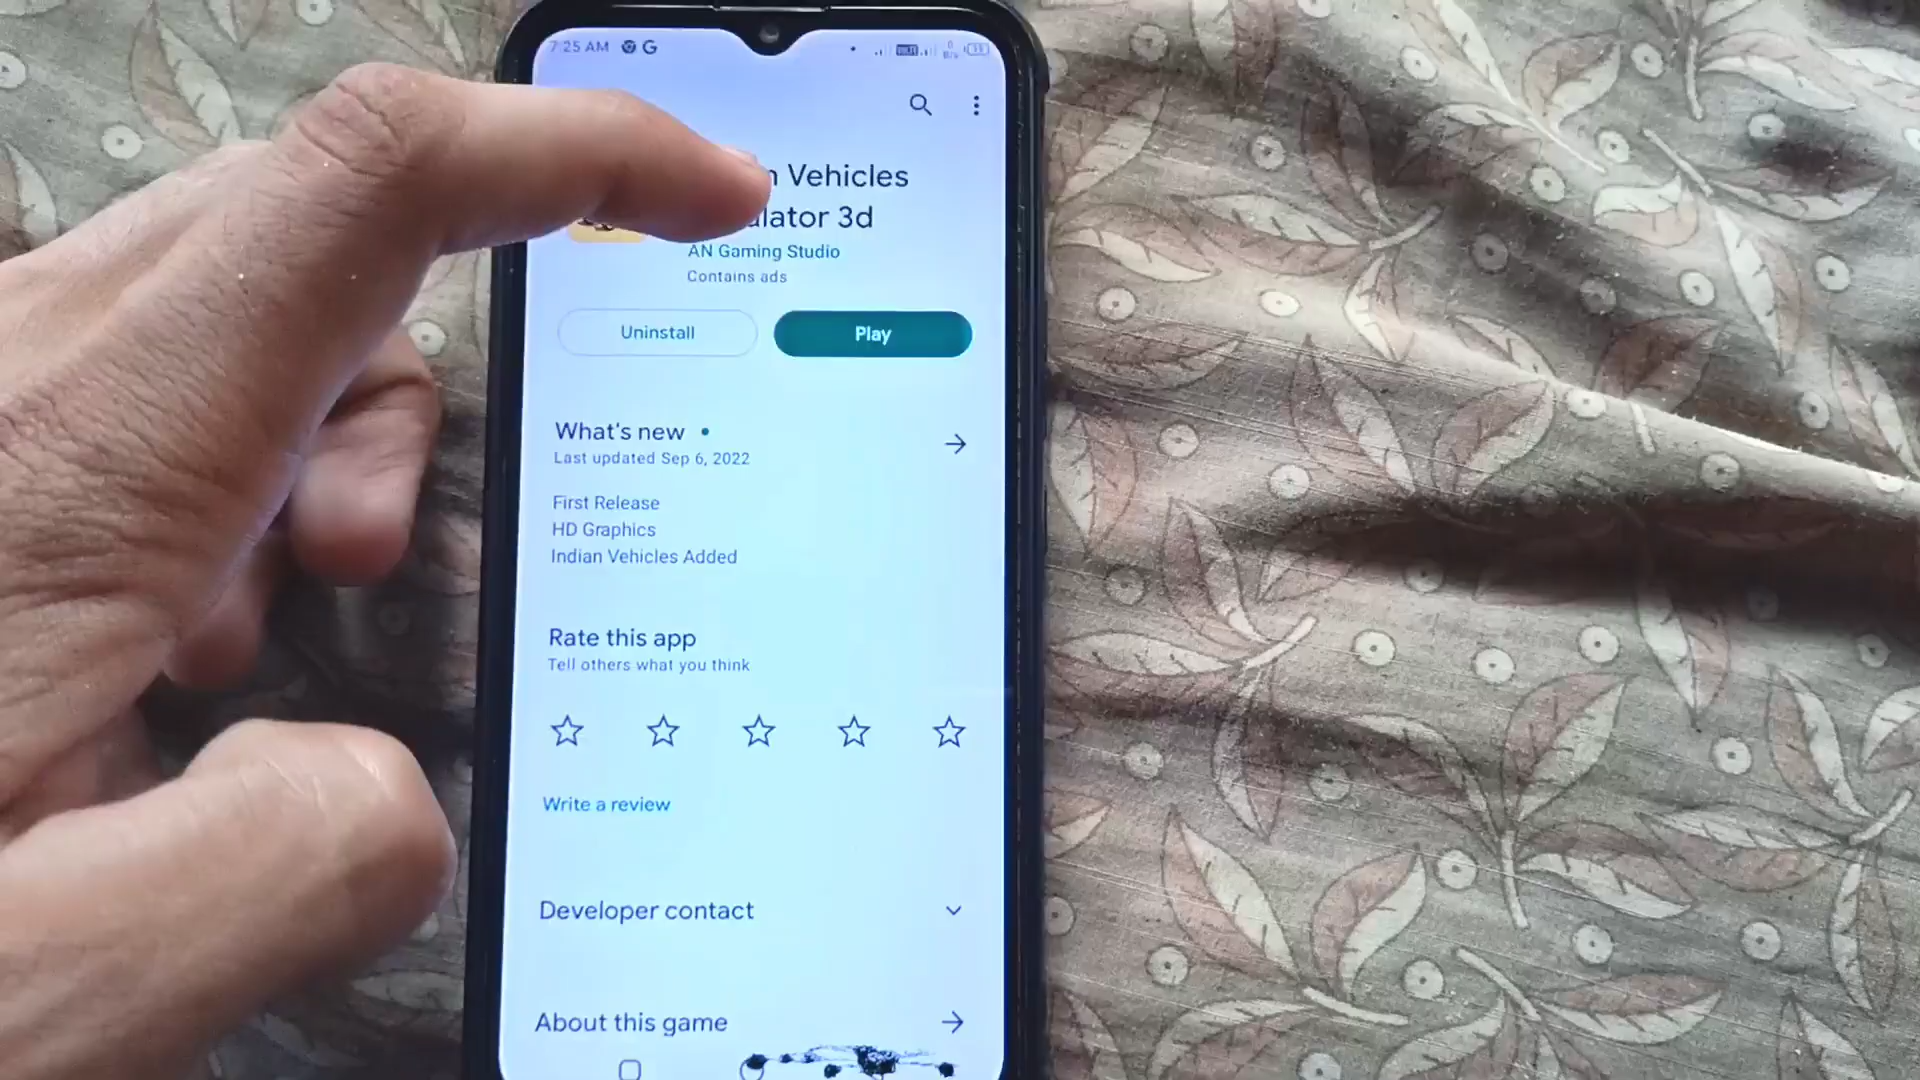 7:25 AM
Vehicles
3d
AN Gaming Studio
Contains ads
Uninstall
Play
What's new •
Last updated Sep 6, 2022
First Release
HD Graphics
Indian Vehicles Added
Rate this app
Tell others what you think
Write a review
Developer contact
About this game